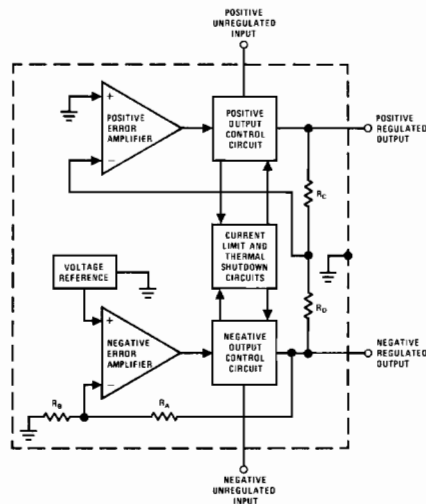 POSITIVE
UNREGULATED
INPUT
+
POSITIVE
ERROR
AMPLIFIER
−
POSITIVE
OUTPUT
CONTROL
CIRCUIT
POSITIVE
REGULATED
OUTPUT
RC
CURRENT
LIMIT AND
THERMAL
SHUTDOWN
CIRCUITS
VOLTAGE
REFERENCE
RD
+
NEGATIVE
ERROR
AMPLIFIER
−
NEGATIVE
OUTPUT
CONTROL
CIRCUIT
NEGATIVE
REGULATED
OUTPUT
RB
RA
NEGATIVE
UNREGULATED
INPUT